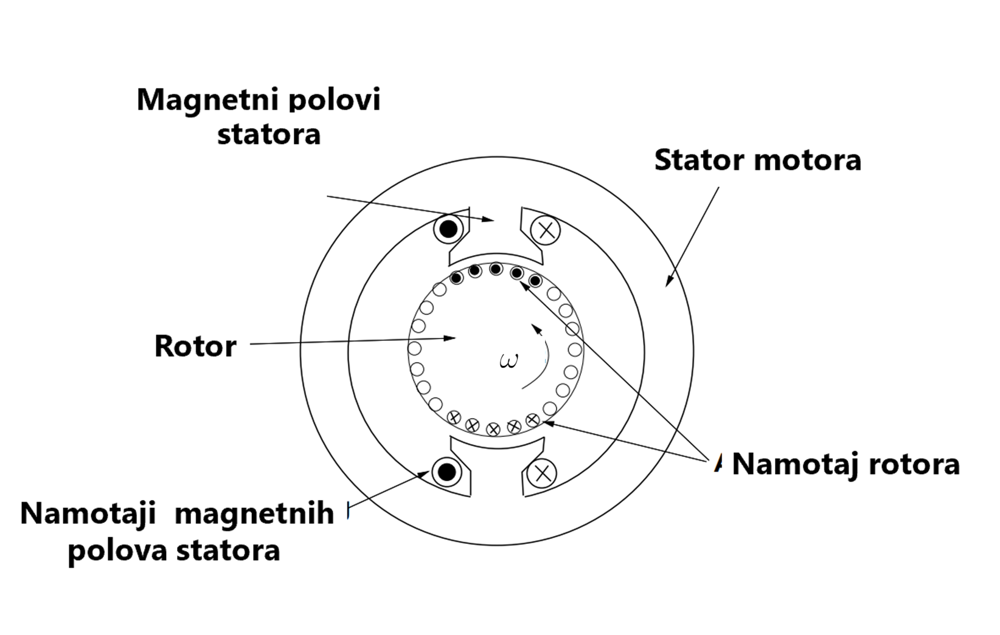 Magnetni polovi
statora
Stator motora
Rotor
ω
Namotaj rotora
Namotaji magnetnih
polova statora